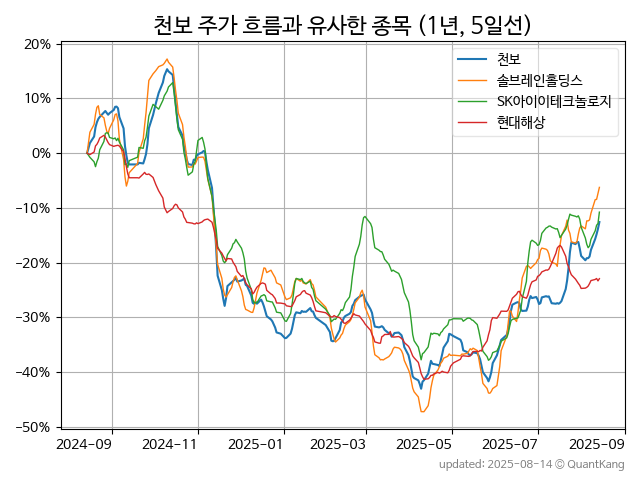 천보 주가 흐름과 유사한 종목 (1년, 5일선)
천보
솔브레인홀딩스
SK아이이테크놀로지
현대해상
20%
10%
0%
−10%
−20%
−30%
−40%
−50%
2024-09 2024-11 2025-01 2025-03 2025-05 2025-07 2025-09
updated: 2025-08-14 © QuantKang